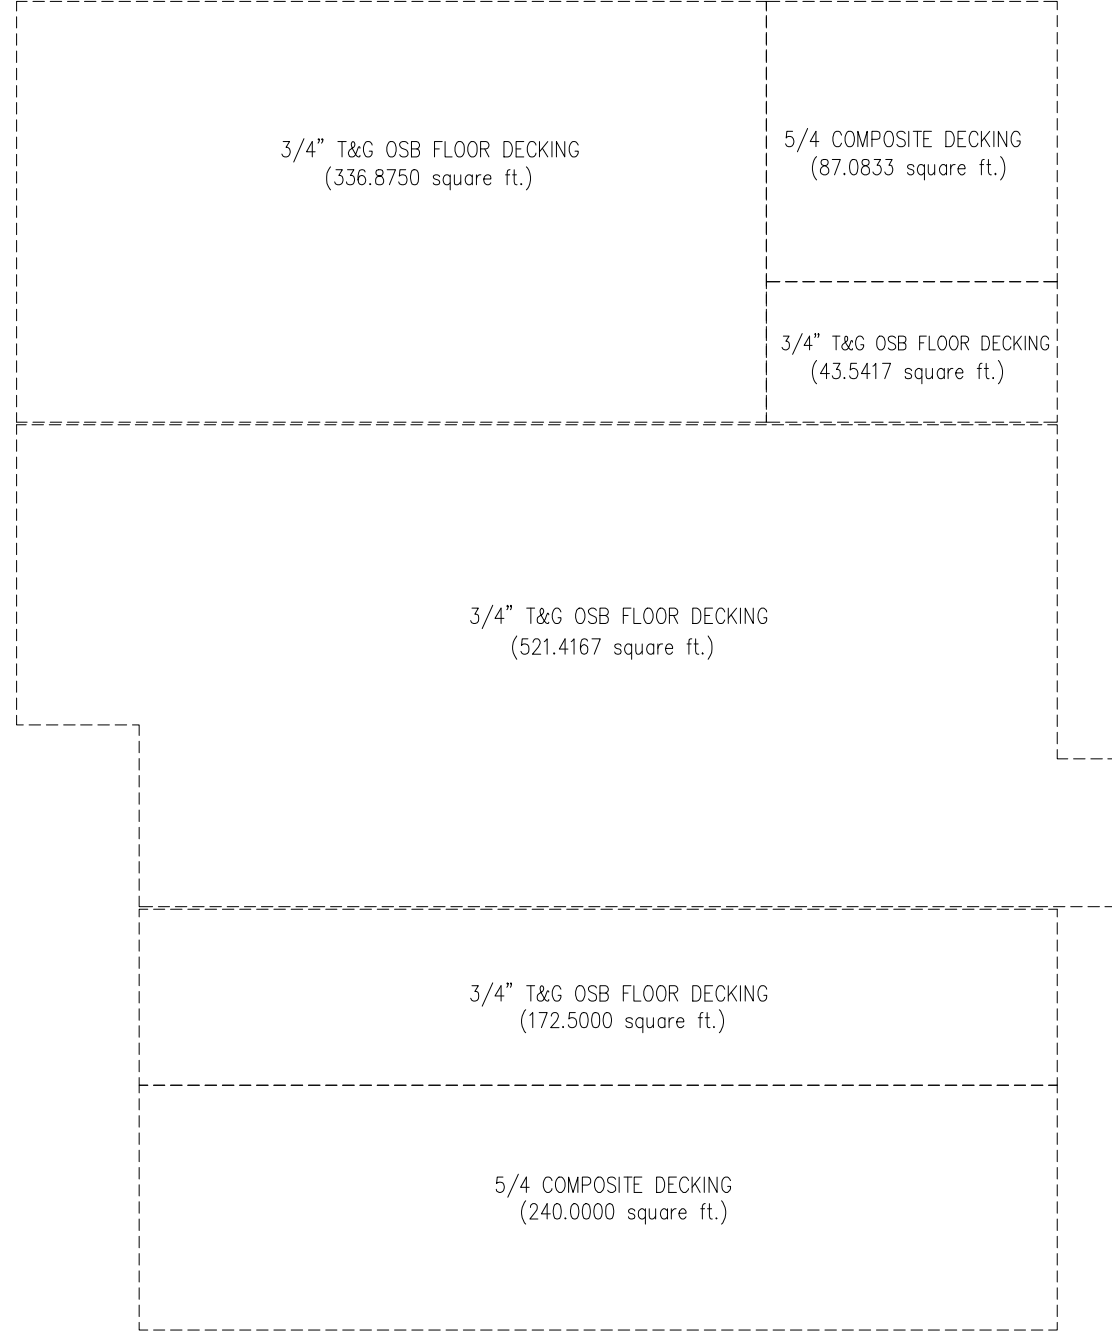 3/4” T&G OSB FLOOR DECKING
(336.8750 square ft.)
5/4 COMPOSITE DECKING
(87.0833 square ft.)
3/4” T&G OSB FLOOR DECKING
(43.5417 square ft.)
3/4” T&G OSB FLOOR DECKING
(521.4167 square ft.)
3/4” T&G OSB FLOOR DECKING
(172.5000 square ft.)
5/4 COMPOSITE DECKING
(240.0000 square ft.)